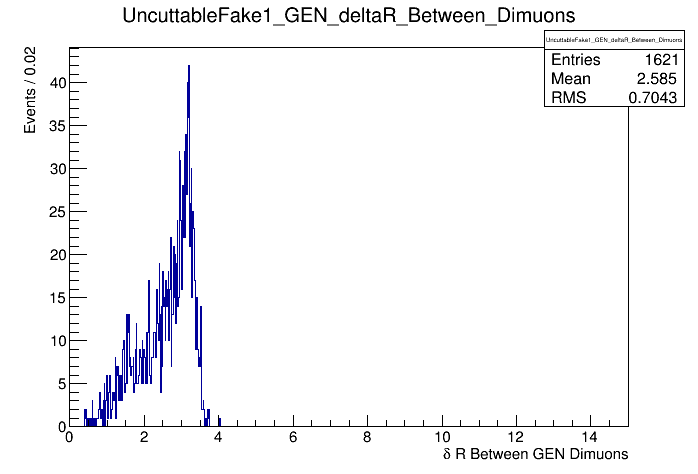 UncuttableFake1_GEN_deltaR_Between_Dimuons
UncuttableFake1_GEN_deltaR_Between_Dimuons
Entries 1621
Mean 2.585
RMS 0.7043
Events / 0.02
40
35
30
25
20
15
10
5
0
0 2 4 6 8 10 12 14
δ R Between GEN Dimuons